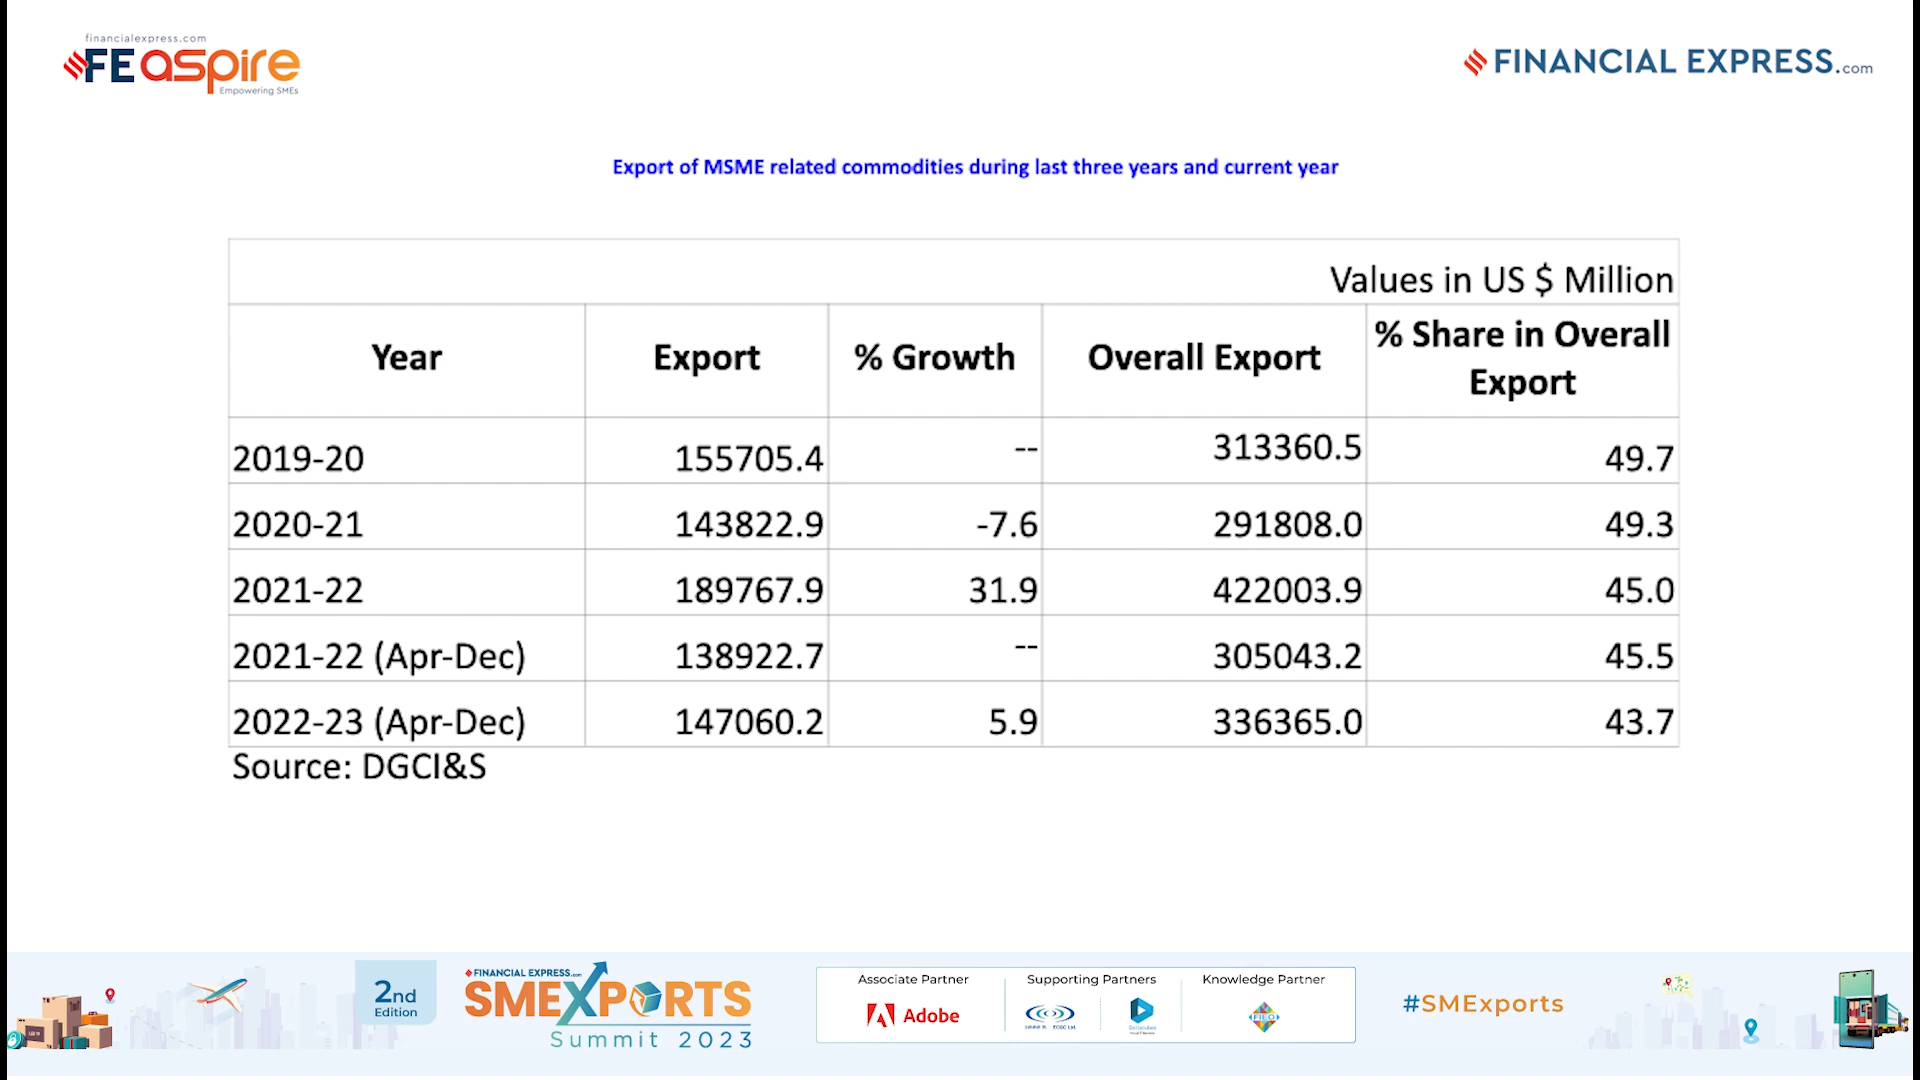 financialexpress.com
FE aspire
Empowering SMEs
FINANCIAL EXPRESS.com
Export of MSME related commodities during last three years and current year
Values in US $ Million
Year Export % Growth Overall Export % Share in Overall Export
2019-20 155705.4 -- 313360.5 49.7
2020-21 143822.9 -7.6 291808.0 49.3
2021-22 189767.9 31.9 422003.9 45.0
2021-22 (Apr-Dec) 138922.7 -- 305043.2 45.5
2022-23 (Apr-Dec) 147060.2 5.9 336365.0 43.7
Source: DGCI&S
2nd
Edition
FINANCIAL EXPRESS.com
SMEXPORTS
Summit 2023
Associate Partner
Adobe
Supporting Partners
ECGC Ltd.
Knowledge Partner
FIEO
#SMExports